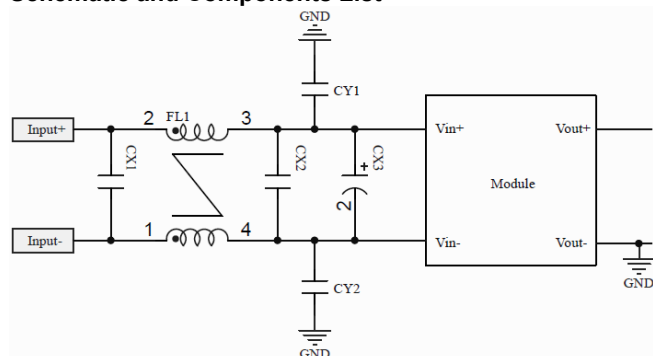 Schematic and Components List
GND
CY1
Input+
2
FL1
3
Vin+
Vout+
CX1
CX2
+
CX3
Module
2
Input-
1
4
Vin-
Vout-
CY2
GND
GND